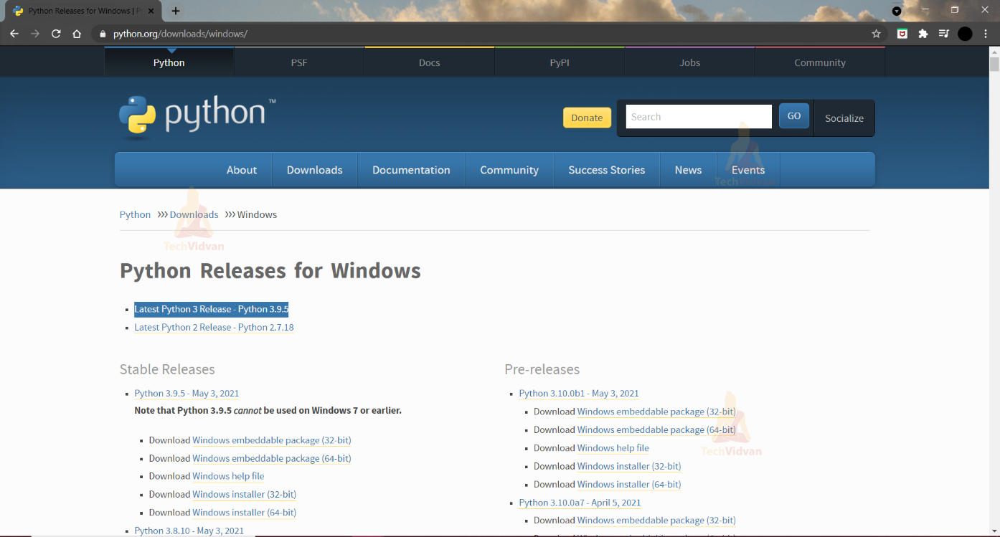 Python Releases for Windows | P
python.org/downloads/windows/
Python PSF Docs PyPI Jobs Community
python™
Donate Search GO Socialize
About Downloads Documentation Community Success Stories News Events
TechVidvan
Python >>> Downloads >>> Windows
TechVidvan
Python Releases for Windows
Latest Python 3 Release - Python 3.9.5
Latest Python 2 Release - Python 2.7.18
Stable Releases
Python 3.9.5 - May 3, 2021
Note that Python 3.9.5 cannot be used on Windows 7 or earlier.
Download Windows embeddable package (32-bit)
Download Windows embeddable package (64-bit)
Download Windows help file
Download Windows installer (32-bit)
Download Windows installer (64-bit)
Python 3.8.10 - May 3, 2021
Pre-releases
Python 3.10.0b1 - May 3, 2021
Download Windows embeddable package (32-bit)
Download Windows embeddable package (64-bit)
Download Windows help file
TechVidvan
Download Windows installer (32-bit)
Download Windows installer (64-bit)
Python 3.10.0a7 - April 5, 2021
Download Windows embeddable package (32-bit)